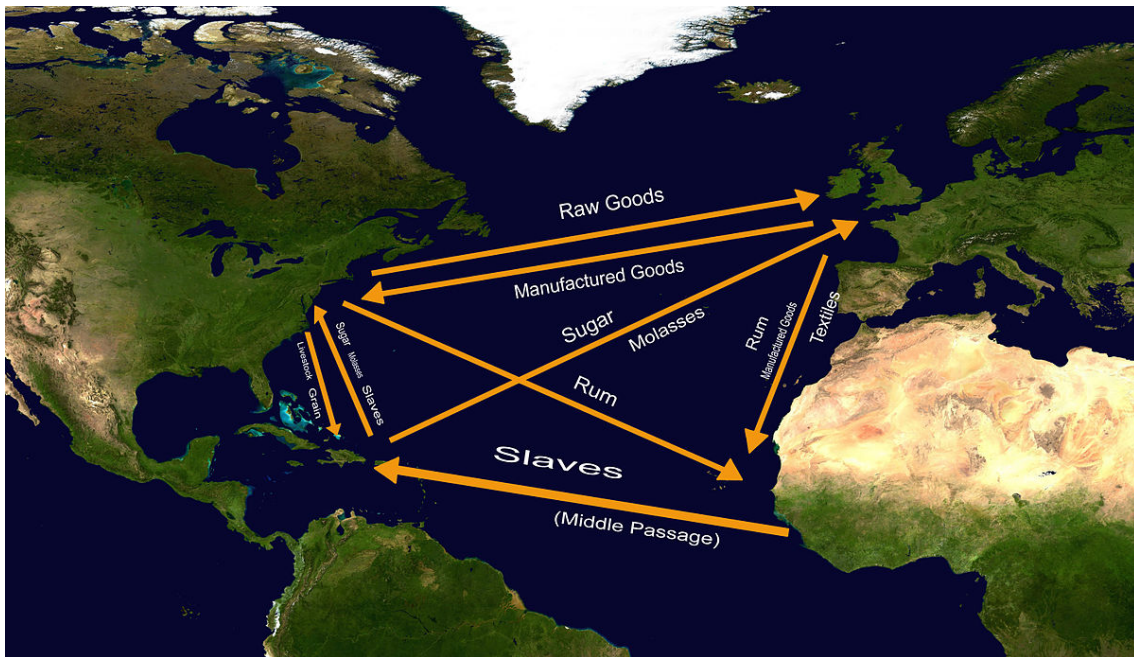 Raw Goods
Manufactured Goods
Sugar
Molasses
Rum
Manufactured Goods
Textiles
Sugar Molasses Slaves
Livestock Grain
Rum
Slaves
(Middle Passage)